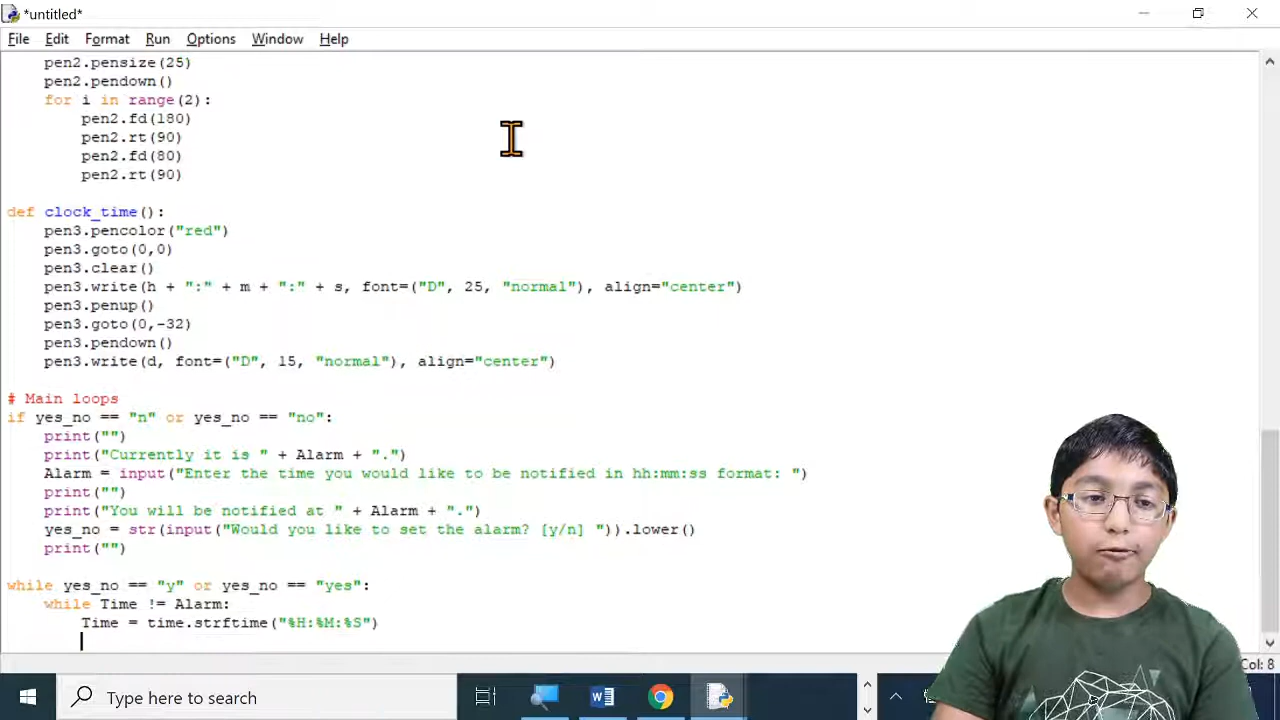 *untitled*
File Edit Format Run Options Window Help
pen2.pensize(25)
pen2.pendown()
for i in range(2):
pen2.fd(180)
pen2.rt(90)
pen2.fd(80)
pen2.rt(90)
def clock_time():
pen3.pencolor("red")
pen3.goto(0,0)
pen3.clear()
pen3.write(h + ":" + m + ":" + s, font=("D", 25, "normal"), align="center")
pen3.penup()
pen3.goto(0,-32)
pen3.pendown()
pen3.write(d, font=("D", 15, "normal"), align="center")
# Main loops
if yes_no == "n" or yes_no == "no":
print("")
print("Currently it is " + Alarm + ".")
Alarm = input("Enter the time you would like to be notified in hh:mm:ss format: ")
print("")
print("You will be notified at " + Alarm + ".")
yes_no = str(input("Would you like to set the alarm? [y/n] ")).lower()
print("")
while yes_no == "y" or yes_no == "yes":
while Time != Alarm:
Time = time.strftime("%H:%M:%S")
Col: 8
Type here to search